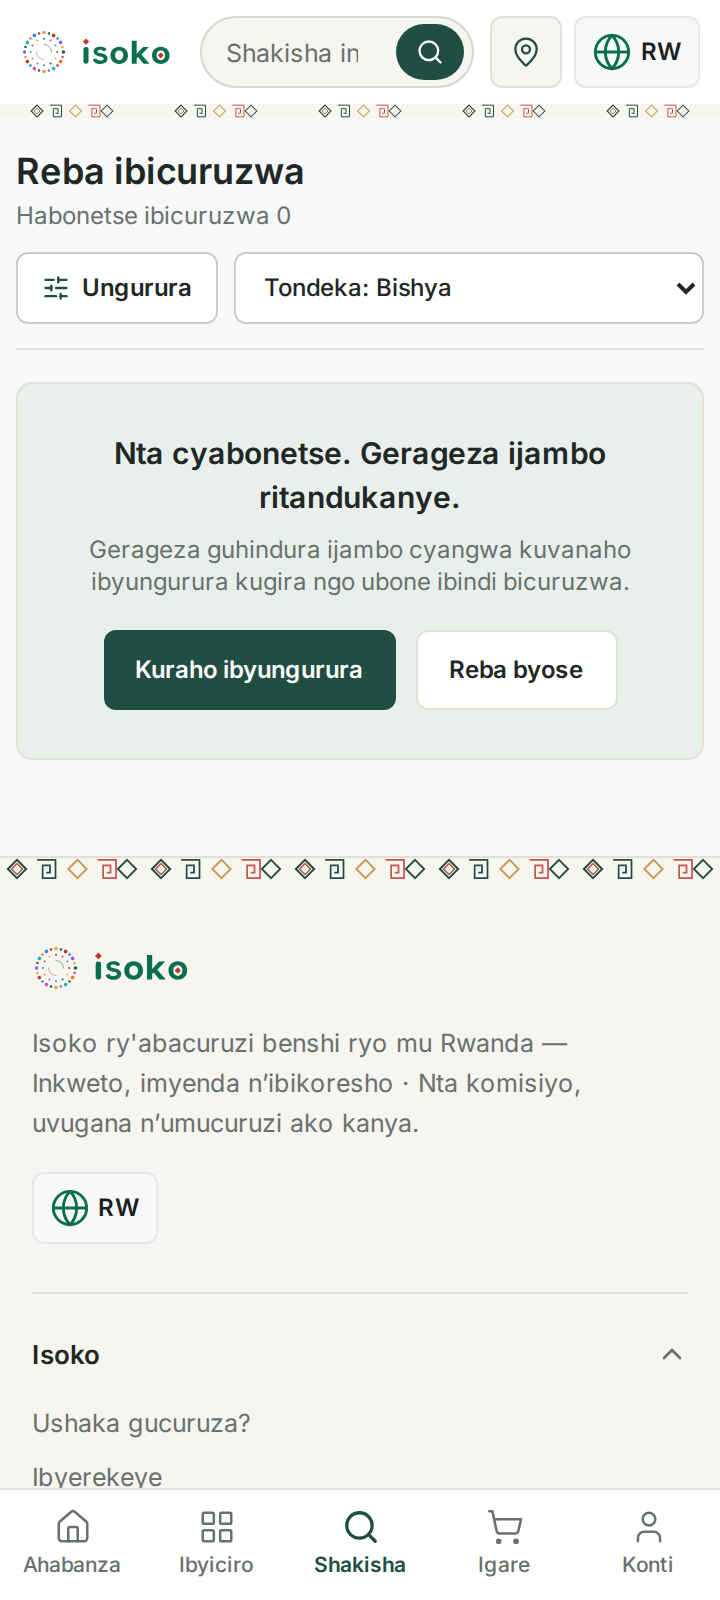 isoko
Shakisha in
RW
Reba ibicuruzwa
Habonetse ibicuruzwa 0
Ungurura
Tondeka: Bishya
Nta cyabonetse. Gerageza ijambo
ritandukanye.
Gerageza guhindura ijambo cyangwa kuvanaho
ibyungurura kugira ngo ubone ibindi bicuruzwa.
Kuraho ibyungurura
Reba byose
isoko
Isoko ry'abacuruzi benshi ryo mu Rwanda —
Inkweto, imyenda n’ibikoresho · Nta komisiyo,
uvugana n’umucuruzi ako kanya.
RW
Isoko
Ushaka gucuruza?
Ibyerekeye
Ahabanza
Ibyiciro
Shakisha
Igare
Konti